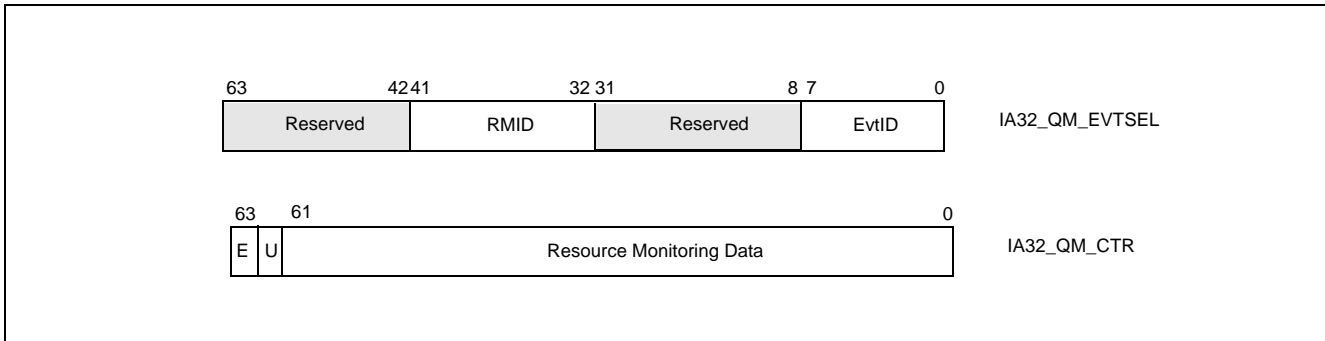 63 42 41 32 31 8 7 0
Reserved RMID Reserved EvtID IA32_QM_EVTSEL
63 61 0
E U Resource Monitoring Data IA32_QM_CTR